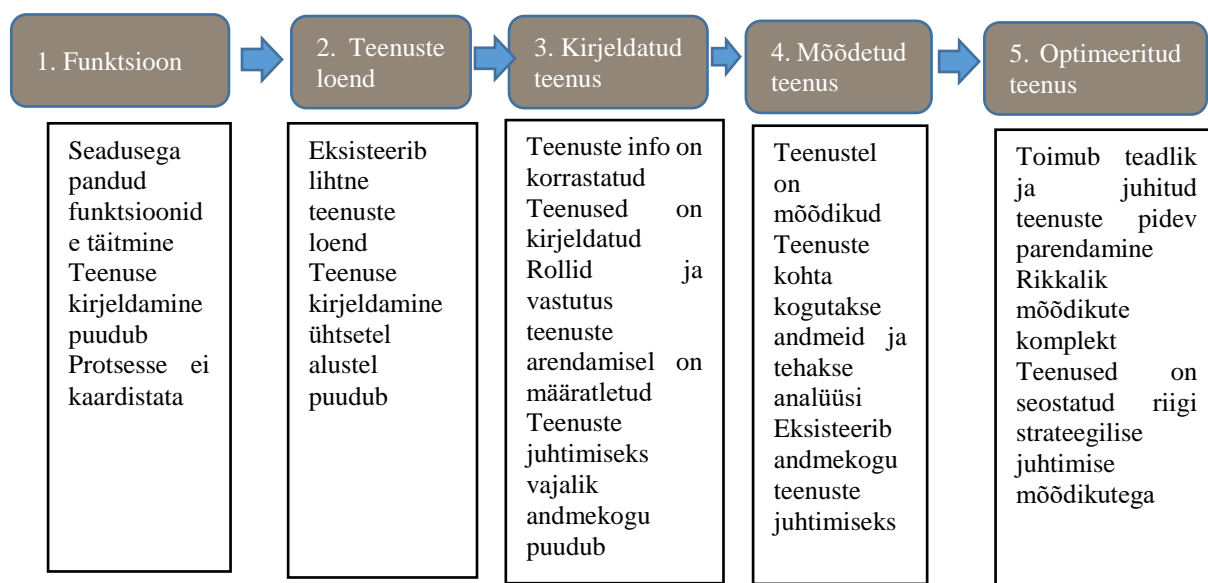 1. Funktsioon
2. Teenuste
loend
3. Kirjeldatud
teenus
4. Mõõdetud
teenus
5. Optimeeritud
teenus
Seadusega
pandud
funktsioonid
e täitmine
Teenuse
kirjeldamine
puudub
Protsesse ei
kaardistata
Eksisteerib
lihtne
teenuste
loend
Teenuse
kirjeldamine
ühtsetel
alustel
puudub
Teenuste info on
korrastatud
Teenused on
kirjeldatud
Rollid ja
vastutus
teenuste
arendamisel on
määratletud
Teenuste
juhtimiseks
vajalik
andmekogu
puudub
Teenustel
on
mõõdikud
Teenuste
kohta
kogutakse
andmeid ja
tehakse
analüüsi
Eksisteerib
andmekogu
teenuste
juhtimiseks
Toimub teadlik
ja juhitud
teenuste pidev
parendamine
Rikkalik
mõõdikute
komplekt
Teenused on
seostatud riigi
strateegilise
juhtimise
mõõdikutega